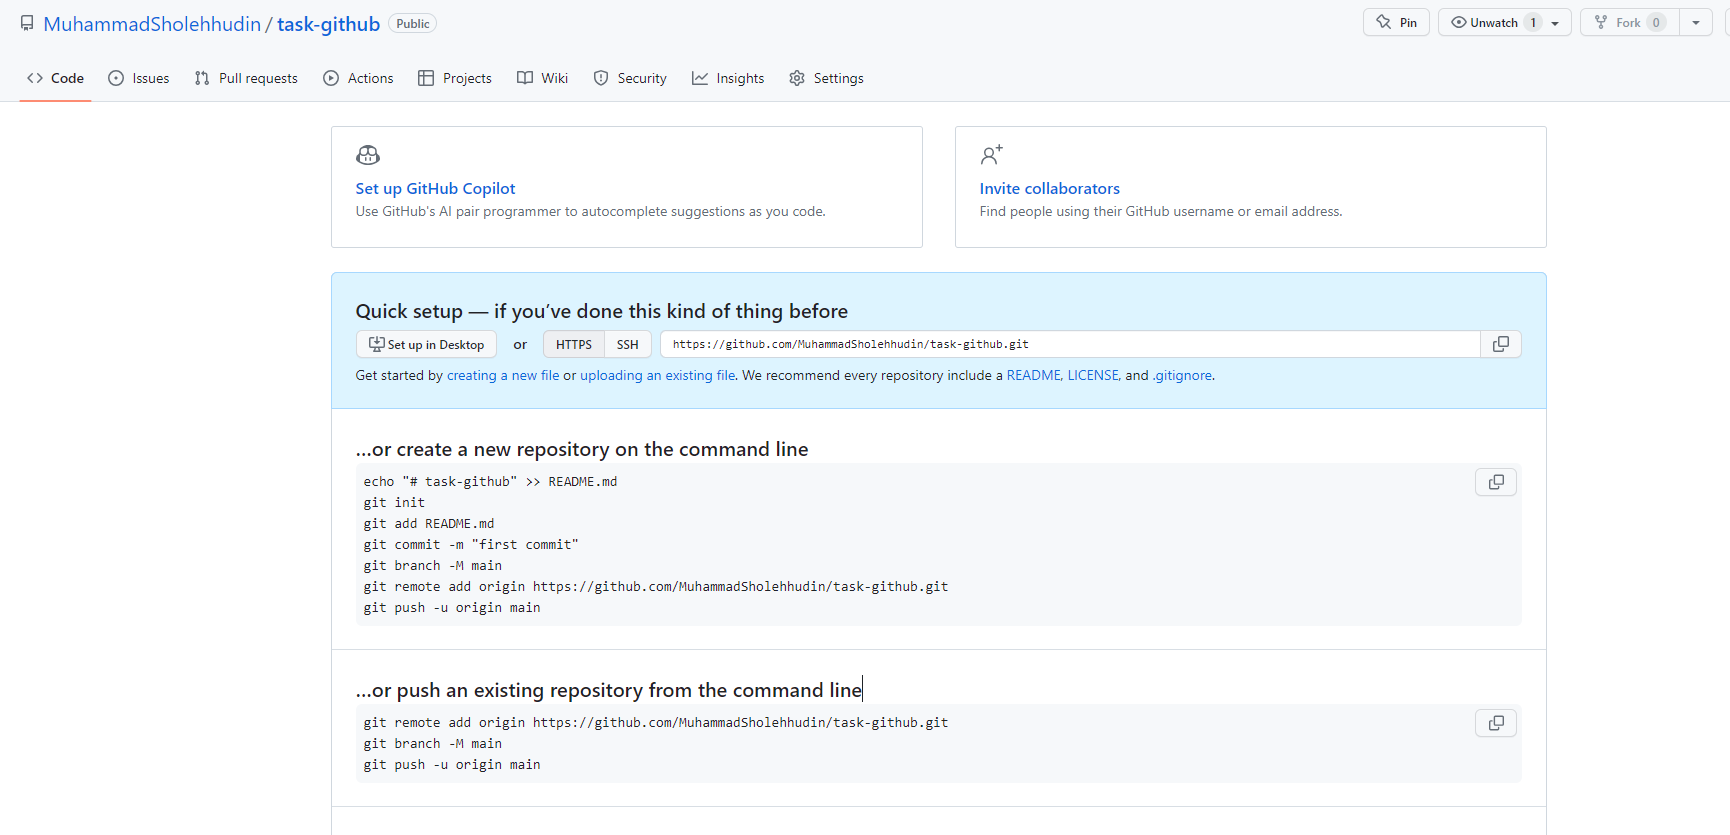 MuhammadSholehhudin / task-github Public
Pin Unwatch 1 Fork 0
Code Issues Pull requests Actions Projects Wiki Security Insights Settings
Set up GitHub Copilot
Use GitHub's AI pair programmer to autocomplete suggestions as you code.
Invite collaborators
Find people using their GitHub username or email address.
Quick setup — if you’ve done this kind of thing before
Set up in Desktop or HTTPS SSH https://github.com/MuhammadSholehhudin/task-github.git
Get started by creating a new file or uploading an existing file. We recommend every repository include a README, LICENSE, and .gitignore.
…or create a new repository on the command line
echo "# task-github" >> README.md
git init
git add README.md
git commit -m "first commit"
git branch -M main
git remote add origin https://github.com/MuhammadSholehhudin/task-github.git
git push -u origin main
…or push an existing repository from the command line
git remote add origin https://github.com/MuhammadSholehhudin/task-github.git
git branch -M main
git push -u origin main